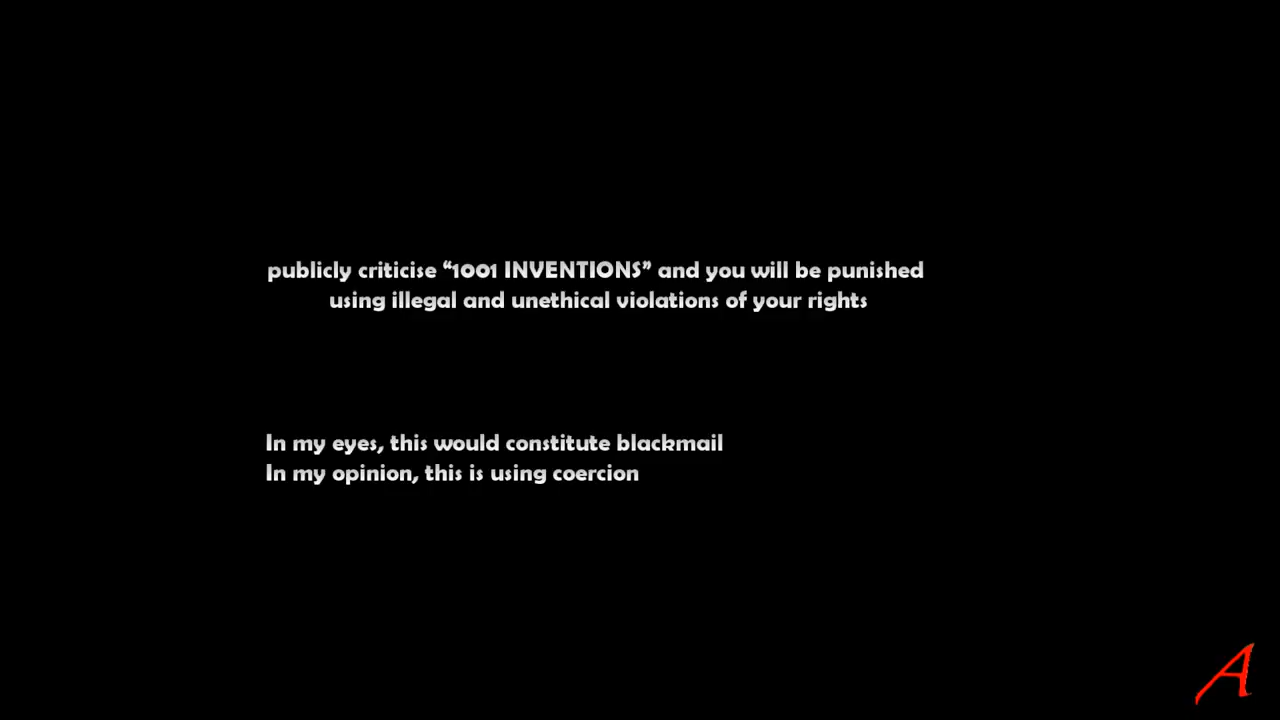 publicly criticise “1001 INVENTIONS” and you will be punished
using illegal and unethical violations of your rights
In my eyes, this would constitute blackmail
In my opinion, this is using coercion
A